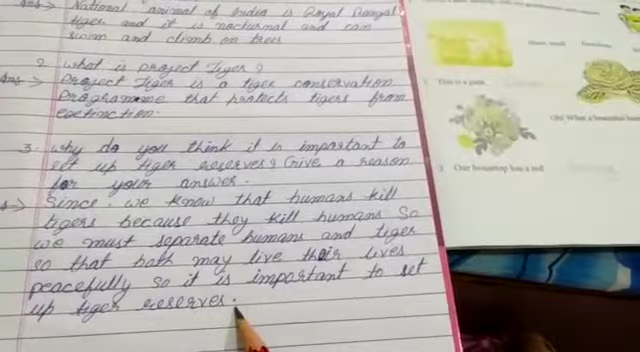 Ans → National animal of India is Royal Bengal
tiger and it is nocturnal and can
swim and climb on trees
2. What is project Tiger?
Ans → Project Tiger is a tiger conservation
Programme that protects tigers from
extinction.
3. Why do you think it is important to
set up tiger reserves? Give a reason
for your answer.
→ Since, we know that humans kill
tigers because they kill humans So
we must separate humans and tiger
so that both may live their lives
peacefully so it is important to set
up tiger reserves.
This is a
Oh! What a beautiful
3. Our housetop has a red